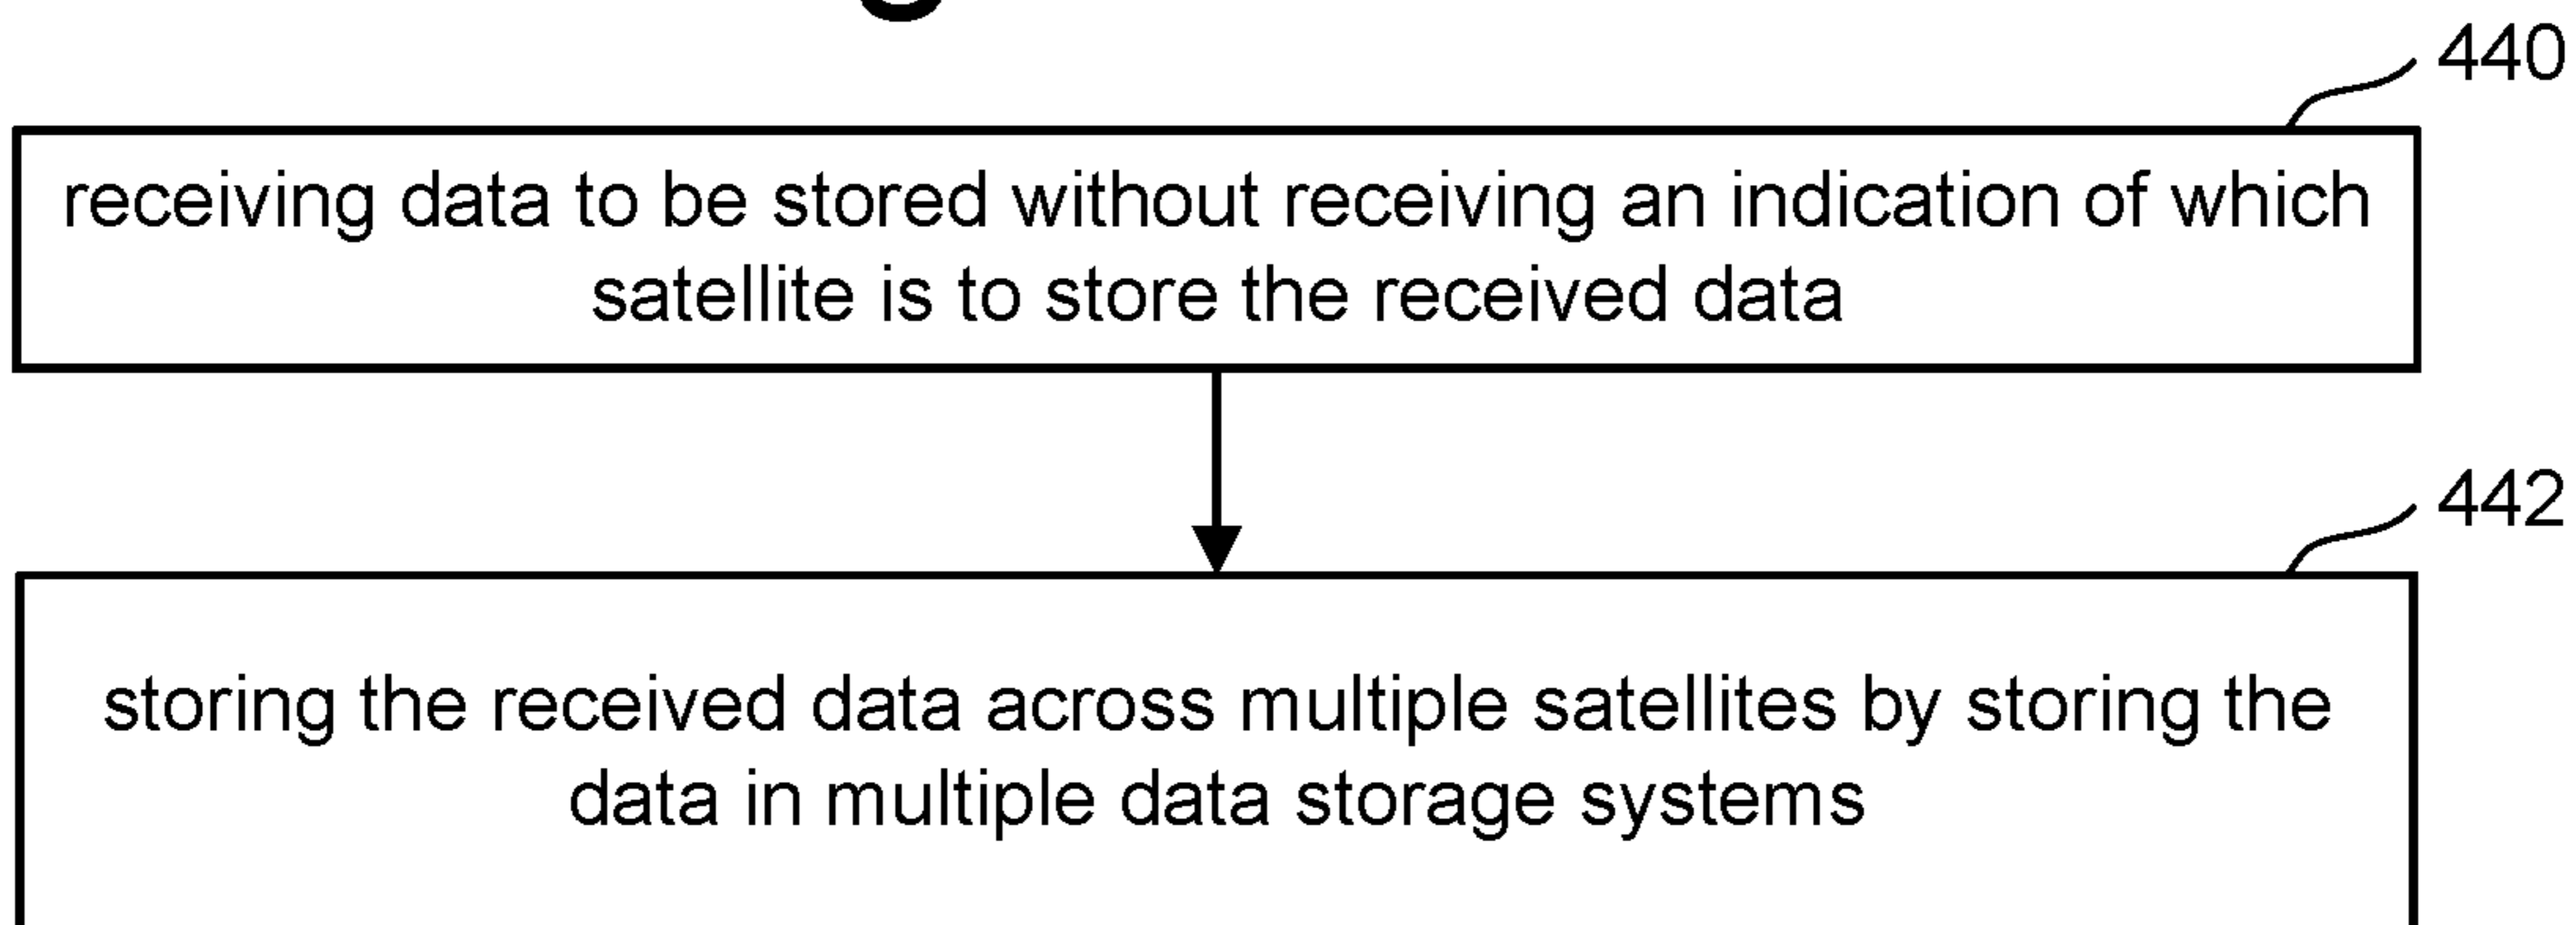 440
receiving data to be stored without receiving an indication of which
satellite is to store the received data
442
storing the received data across multiple satellites by storing the
data in multiple data storage systems